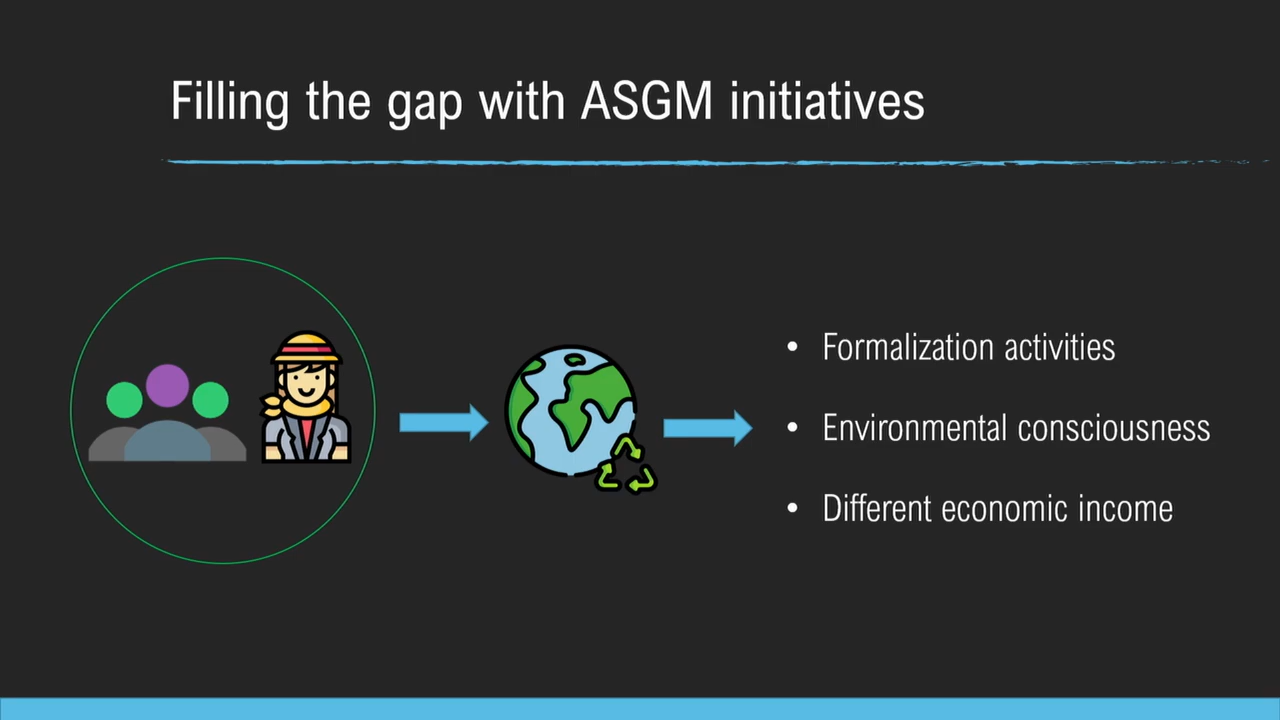 Filling the gap with ASGM initiatives
• Formalization activities
• Environmental consciousness
• Different economic income